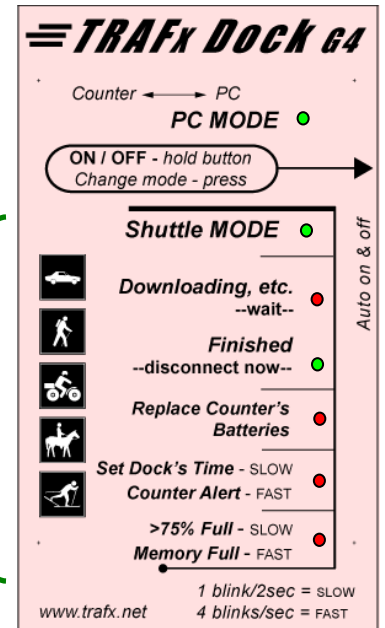 TRAFx Dock G4
Counter ◄──► PC
PC MODE
ON / OFF - hold button
Change mode - press
Auto on & off
Shuttle MODE
Downloading, etc.
--wait--
Finished
--disconnect now--
Replace Counter's
Batteries
Set Dock's Time - SLOW
Counter Alert - FAST
>75% Full - SLOW
Memory Full - FAST
1 blink/2sec = SLOW
www.trafx.net 4 blinks/sec = FAST